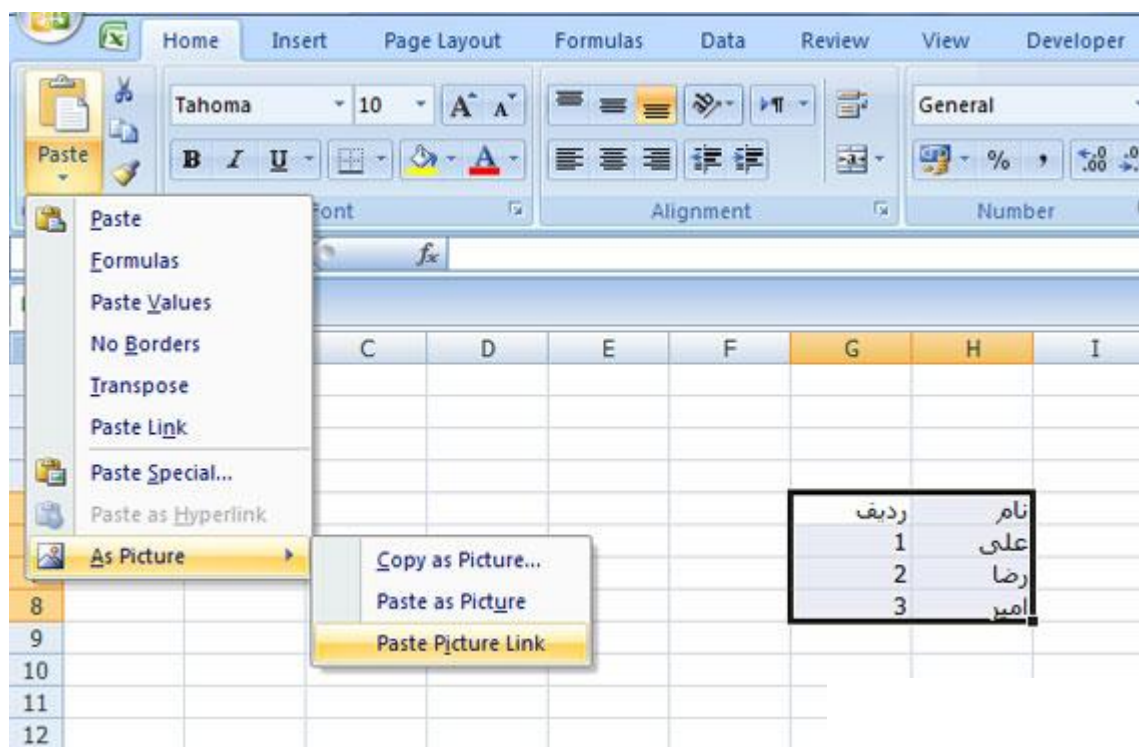 Home Insert Page Layout Formulas Data Review View Developer
Tahoma 10 A A General
Paste B I U A % , .00 .0
Font Alignment Number
fx
Paste
Formulas
Paste Values
No Borders
Transpose
Paste Link
Paste Special...
Paste as Hyperlink
As Picture
Copy as Picture...
Paste as Picture
Paste Picture Link
C D E F G H I
ردیف نام
1 علی
2 رضا
3 امیر
8
9
10
11
12